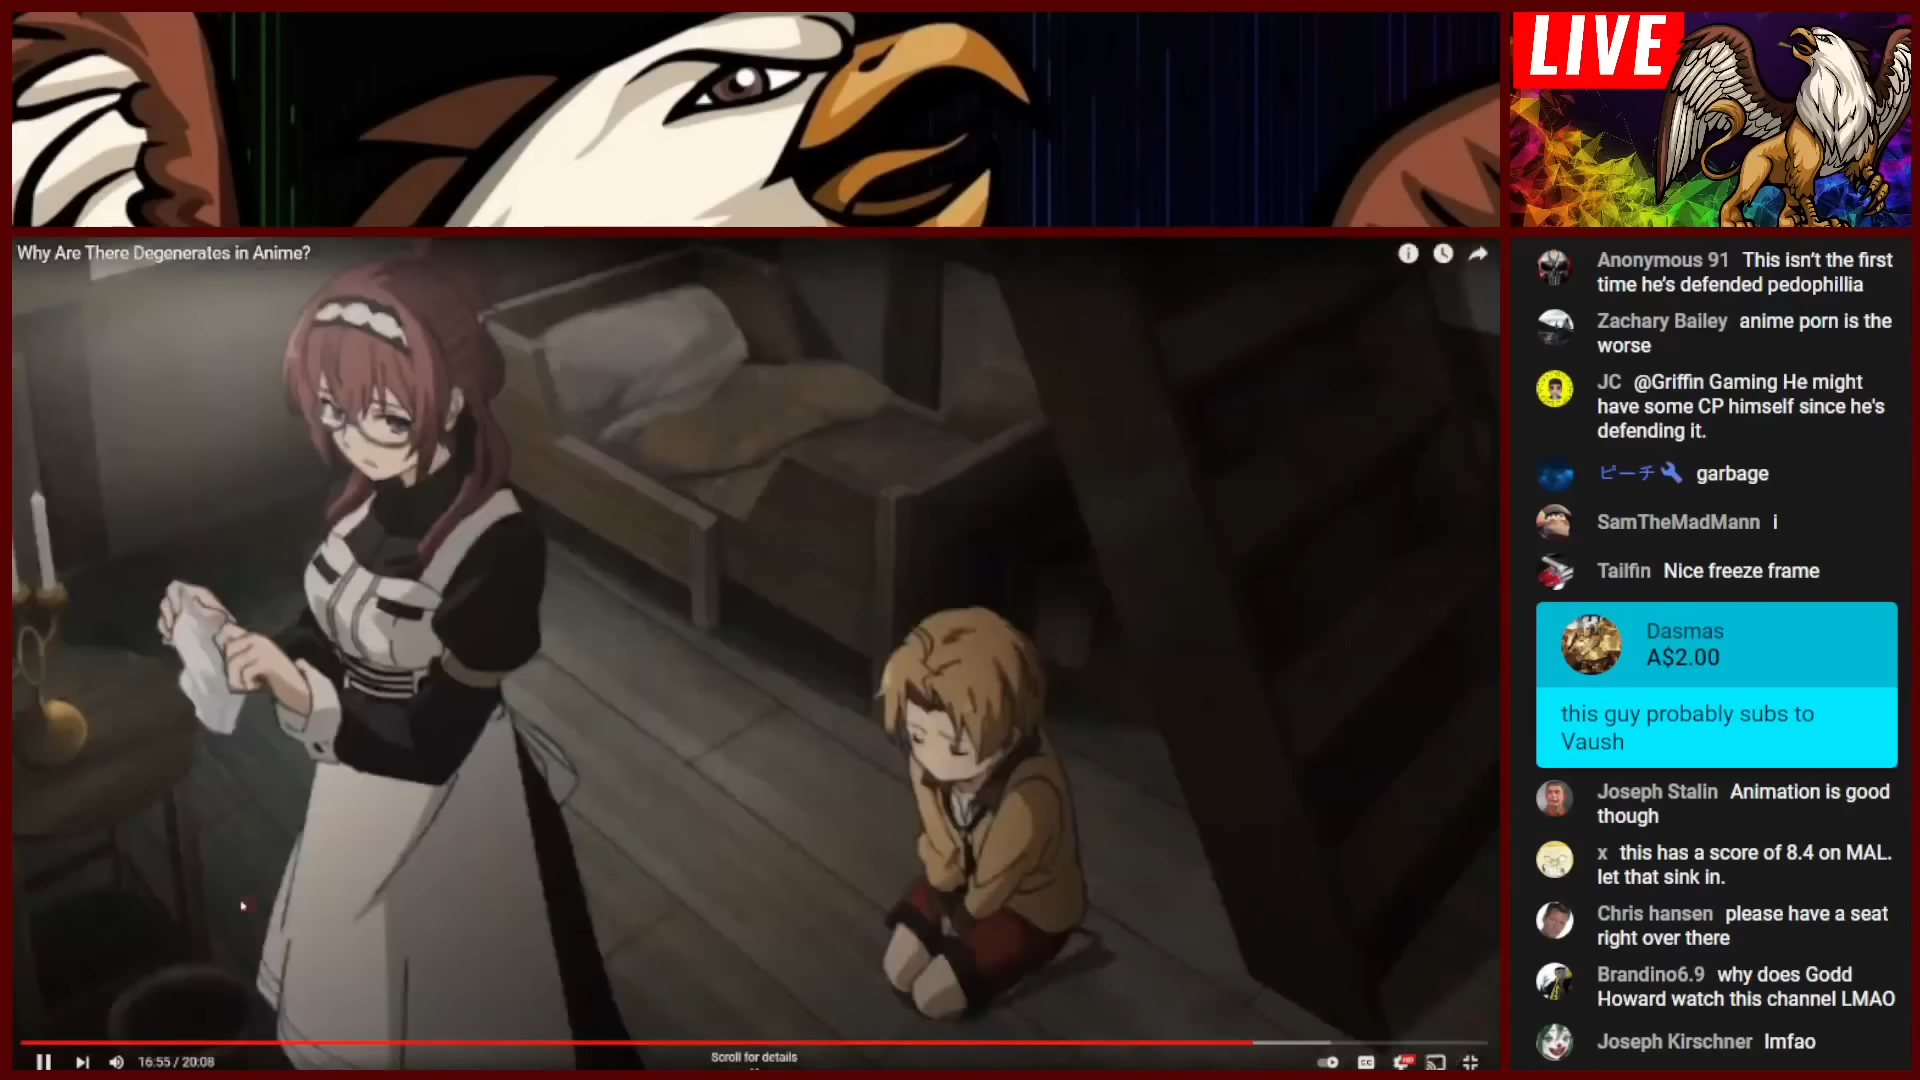 LIVE
Why Are There Degenerates in Anime?
Anonymous 91 This isn’t the first
time he’s defended pedophillia
Zachary Bailey anime porn is the
worse
JC @Griffin Gaming He might
have some CP himself since he's
defending it.
ピーチ garbage
SamTheMadMann i
Tailfin Nice freeze frame
Dasmas
A$2.00
this guy probably subs to
Vaush
Joseph Stalin Animation is good
though
x this has a score of 8.4 on MAL.
let that sink in.
Chris hansen please have a seat
right over there
Brandino6.9 why does Godd
Howard watch this channel LMAO
Joseph Kirschner lmfao
16:55 / 20:08
Scroll for details
CC
HD